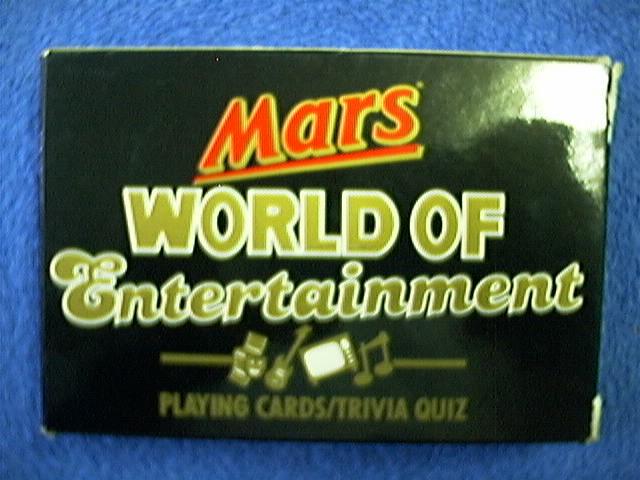 Mars
WORLD OF
Entertainment
PLAYING CARDS/TRIVIA QUIZ